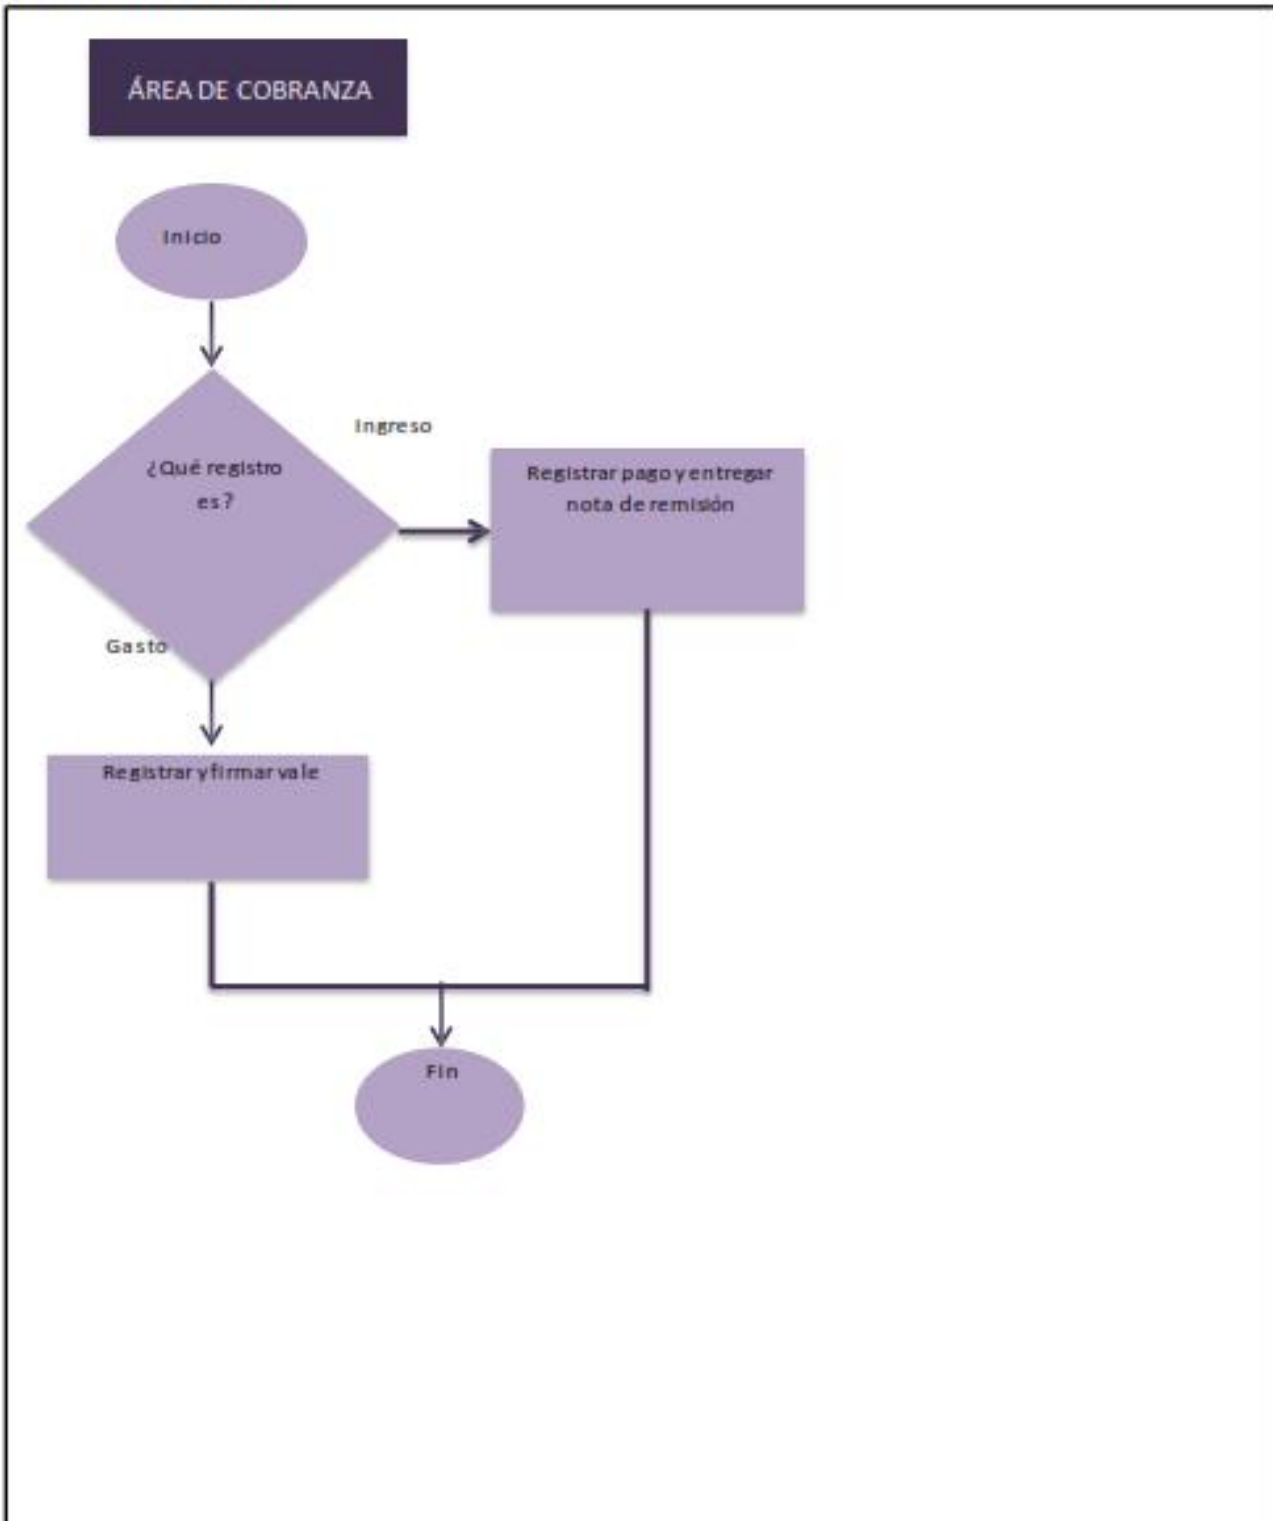 ÁREA DE COBRANZA
Inicio
Ingreso
¿Qué registro
es?
Registrar pago y entregar
nota de remisión
Gasto
Registrar y firmar vale
Fin